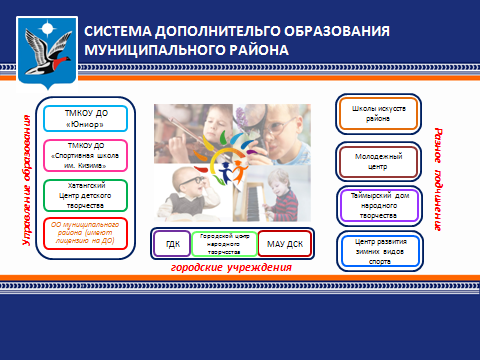 СИСТЕМА ДОПОЛНИТЕЛЬГО ОБРАЗОВАНИЯ
МУНИЦИПАЛЬНОГО РАЙОНА
Управление образования
ТМКОУ ДО
«Юниор»
ТМКОУ ДО
«Спортивная школа
им. Кизима»
Хатангский
Центр детского
творчества
ОО муниципального
района (имеют
лицензию на ДО)
ГДК
Городской центр
народного
творчества
МАУ ДСК
городские учреждения
Школы искусств
района
Молодежный
центр
Таймырский дом
народного
творчества
Центр развития
зимних видов
спорта
Разное подчинение